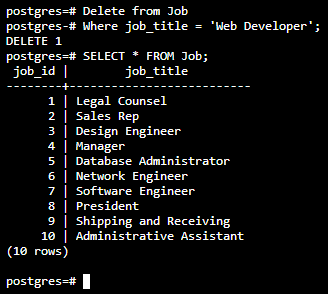 postgres=# Delete from Job
postgres-# Where job_title = 'Web Developer';
DELETE 1
postgres=# SELECT * FROM Job;
 job_id |        job_title
--------+--------------------------
      1 | Legal Counsel
      2 | Sales Rep
      3 | Design Engineer
      4 | Manager
      5 | Database Administrator
      6 | Network Engineer
      7 | Software Engineer
      8 | President
      9 | Shipping and Receiving
     10 | Administrative Assistant
(10 rows)
postgres=#